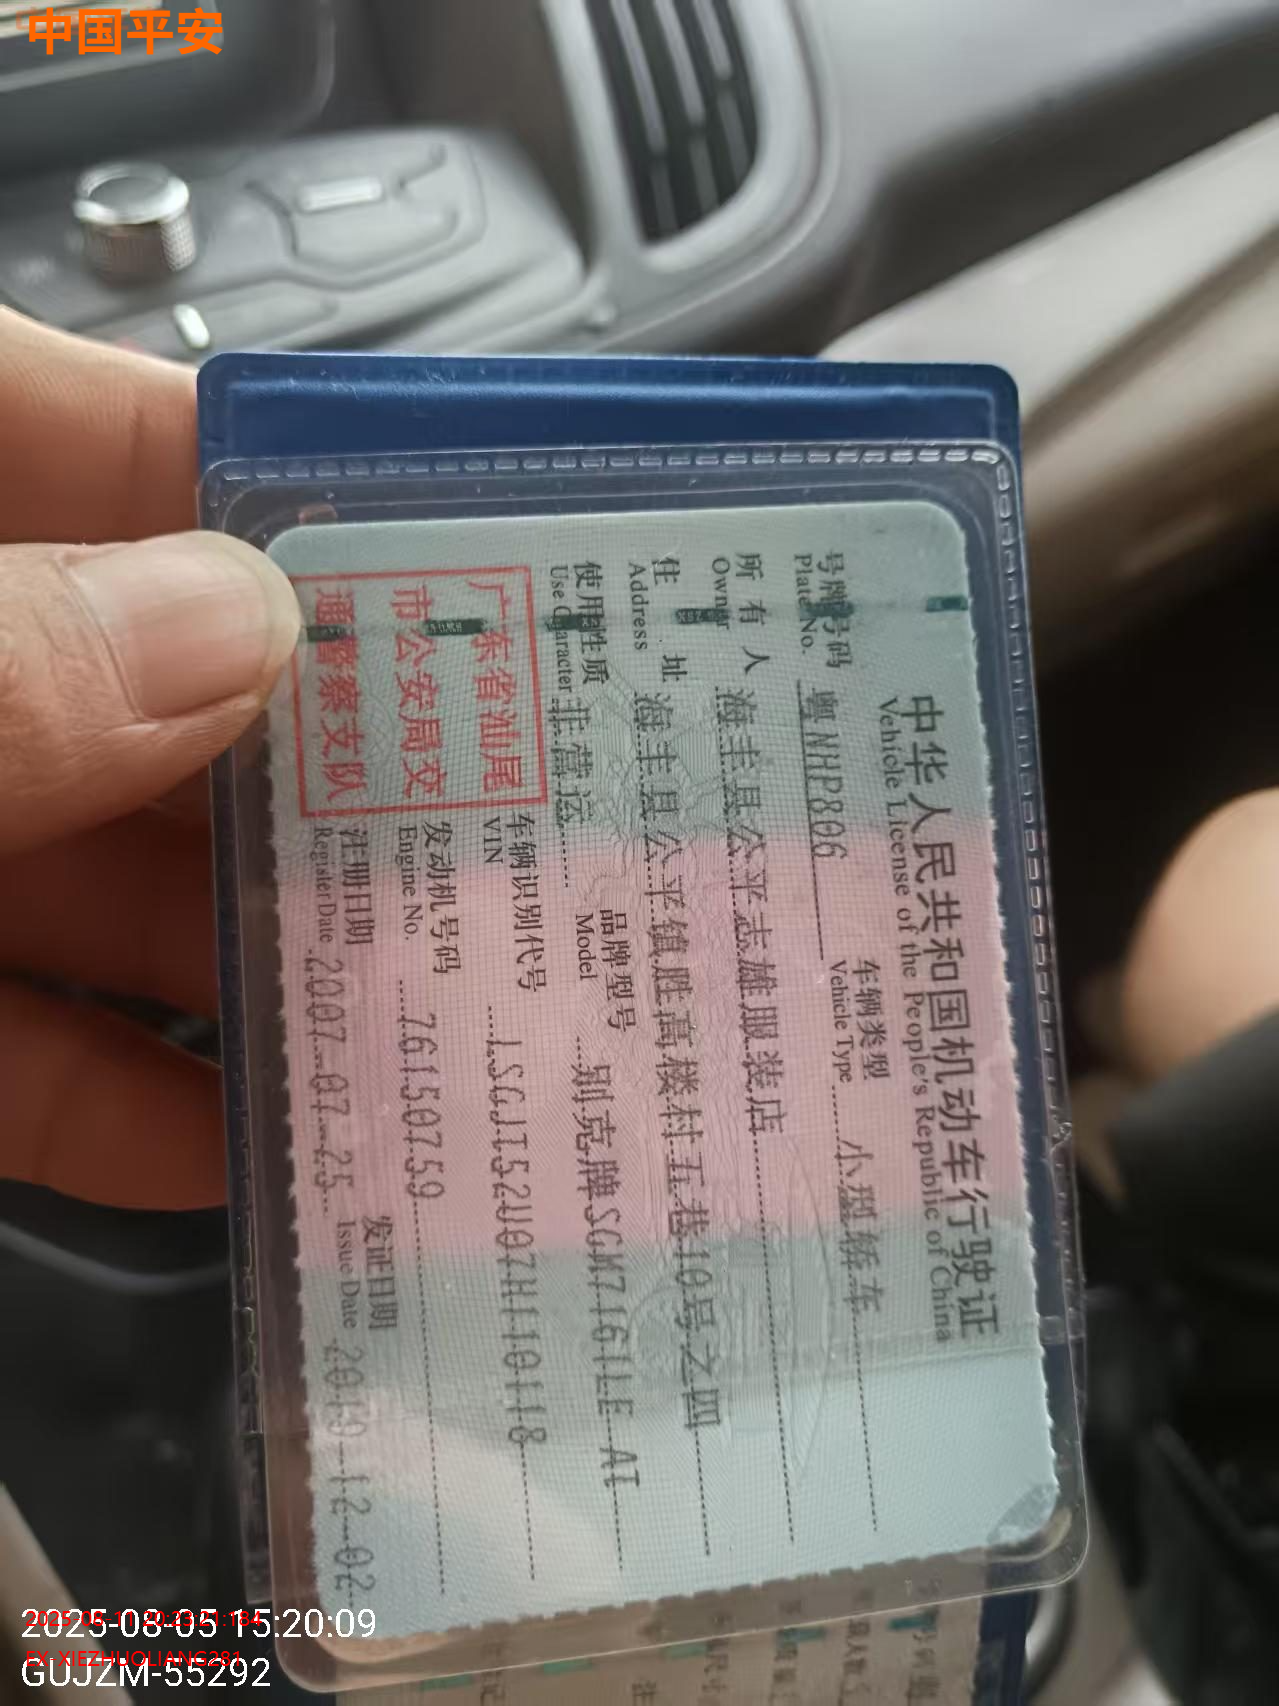 中国平安
中华人民共和国机动车行驶证
Vehicle License of the People's Republic of China
号牌号码 粤NHP806 车辆类型 小型轿车
Plate No. Vehicle Type
所有人 海丰县公平志雄服装店
Owner
住址 海丰县公平镇胜高楼村五巷10号之四
Address
使用性质 非营运 品牌型号 别克牌SGM7161LE AT
Use Character Model
广东省汕尾
市公安局交
通警察支队
车辆识别代号 LSGJT52U07H110118
VIN
发动机号码 76150759
Engine No.
注册日期 2007-07-25 发证日期 2019-12-02
Register Date Issue Date
2025-08-05 15:20:09
GUJZM-55292
EX-XIEZHUOLIANG281